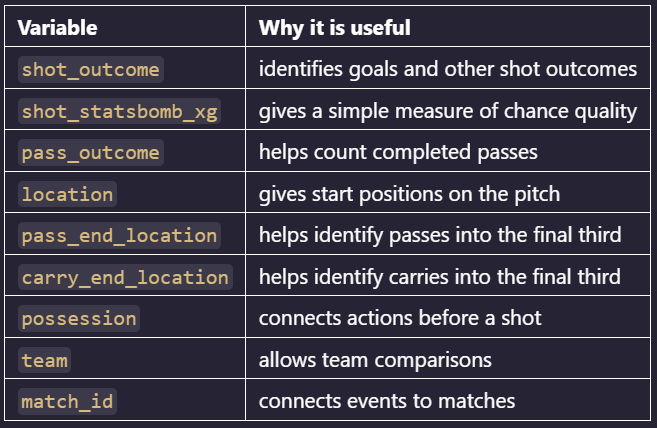 Variable Why it is useful
shot_outcome identifies goals and other shot outcomes
shot_statsbomb_xg gives a simple measure of chance quality
pass_outcome helps count completed passes
location gives start positions on the pitch
pass_end_location helps identify passes into the final third
carry_end_location helps identify carries into the final third
possession connects actions before a shot
team allows team comparisons
match_id connects events to matches